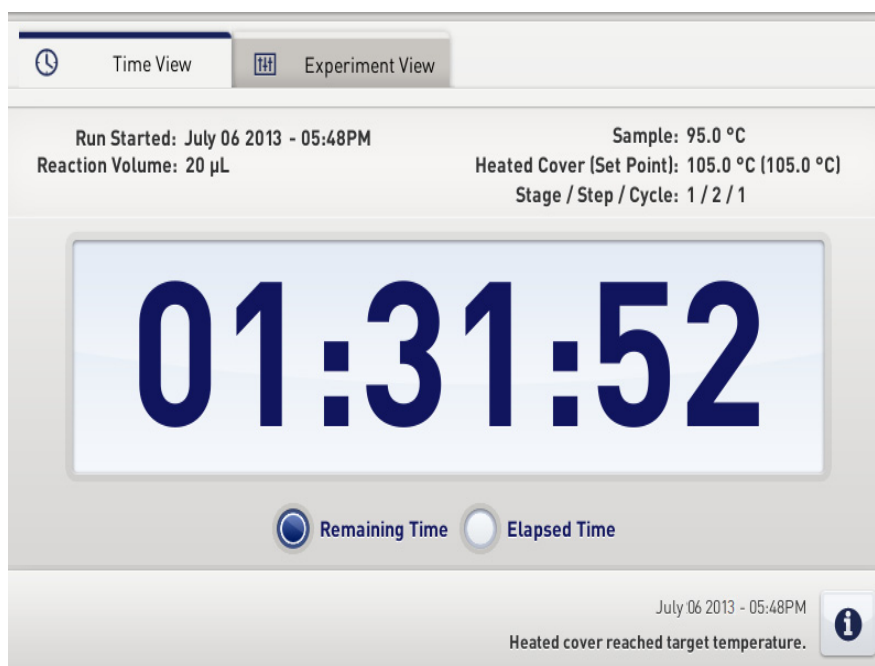 Time View
Experiment View
Run Started: July 06 2013 - 05:48PM
Reaction Volume: 20 µL
Sample: 95.0 °C
Heated Cover (Set Point): 105.0 °C (105.0 °C)
Stage / Step / Cycle: 1 / 2 / 1
01:31:52
Remaining Time
Elapsed Time
July 06 2013 - 05:48PM
Heated cover reached target temperature.